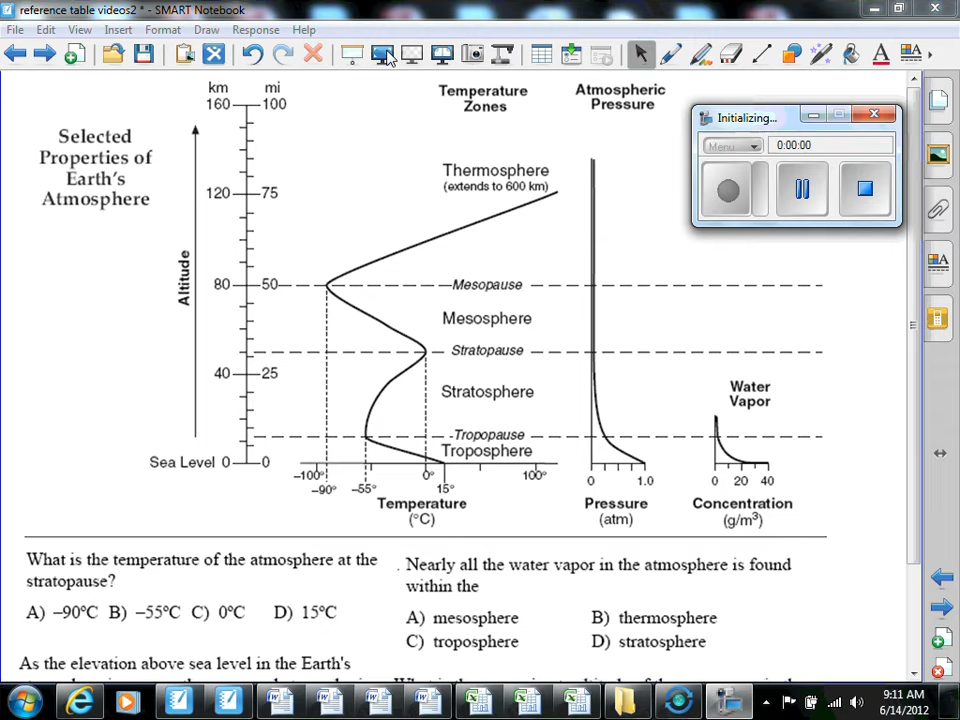 reference table videos2 * - SMART Notebook
File Edit View Insert Format Draw Response Help
Initializing...
Menu 0:00:00
Selected
Properties of
Earth's
Atmosphere
km mi
Temperature
Zones
Atmospheric
Pressure
160 100
Thermosphere
(extends to 600 km)
120 75
Altitude
80 50 Mesopause
Mesosphere
Stratopause
40 25
Stratosphere
Water
Vapor
Tropopause
Troposphere
Sea Level 0 0
–100° 0° 100°
–90° –55° 15°
0 1.0
0 20 40
Temperature
(°C)
Pressure
(atm)
Concentration
(g/m³)
What is the temperature of the atmosphere at the
stratopause?
A) –90°C B) –55°C C) 0°C D) 15°C
As the elevation above sea level in the Earth's
. Nearly all the water vapor in the atmosphere is found
within the
A) mesosphere B) thermosphere
C) troposphere D) stratosphere
9:11 AM
6/14/2012